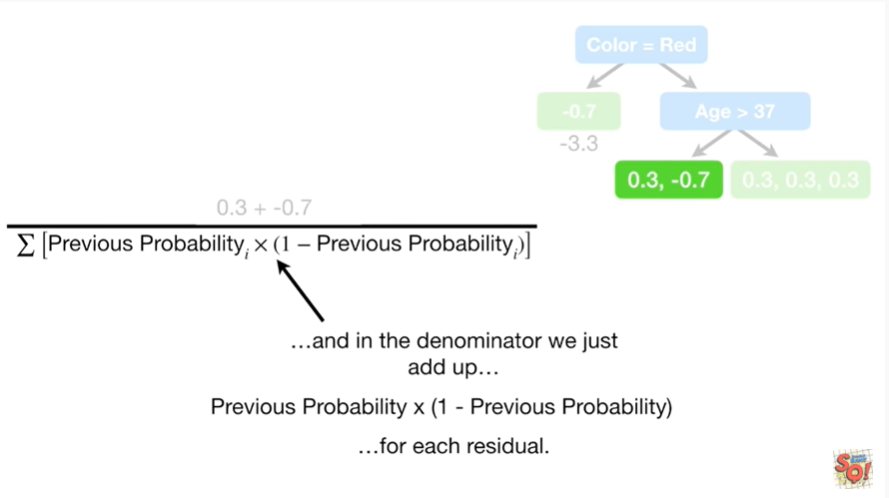 Color = Red
-0.7
Age > 37
-3.3
0.3, -0.7
0.3, 0.3, 0.3
0.3 + -0.7
∑ [Previous Probabilityᵢ × (1 – Previous Probabilityᵢ)]
…and in the denominator we just
add up…
Previous Probability x (1 - Previous Probability)
…for each residual.
SQ!